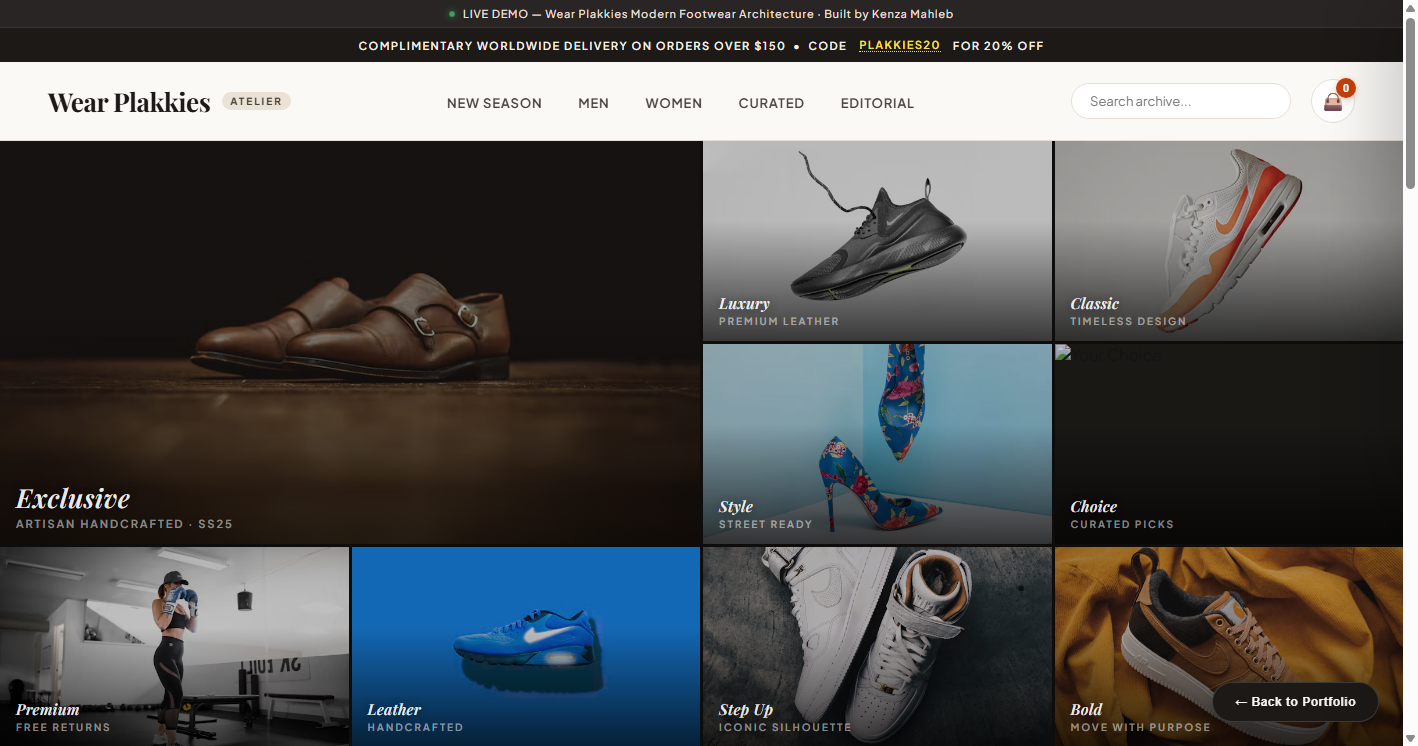 LIVE DEMO — Wear Plakkies Modern Footwear Architecture · Built by Kenza Mahleb
COMPLIMENTARY WORLDWIDE DELIVERY ON ORDERS OVER $150 • CODE PLAKKIES20 FOR 20% OFF
Wear Plakkies ATELIER
NEW SEASON MEN WOMEN CURATED EDITORIAL
Search archive...
0
Luxury
PREMIUM LEATHER
Classic
TIMELESS DESIGN
Your Choice
Exclusive
ARTISAN HANDCRAFTED · SS25
Style
STREET READY
Choice
CURATED PICKS
Premium
FREE RETURNS
Leather
HANDCRAFTED
Step Up
ICONIC SILHOUETTE
Bold
MOVE WITH PURPOSE
← Back to Portfolio